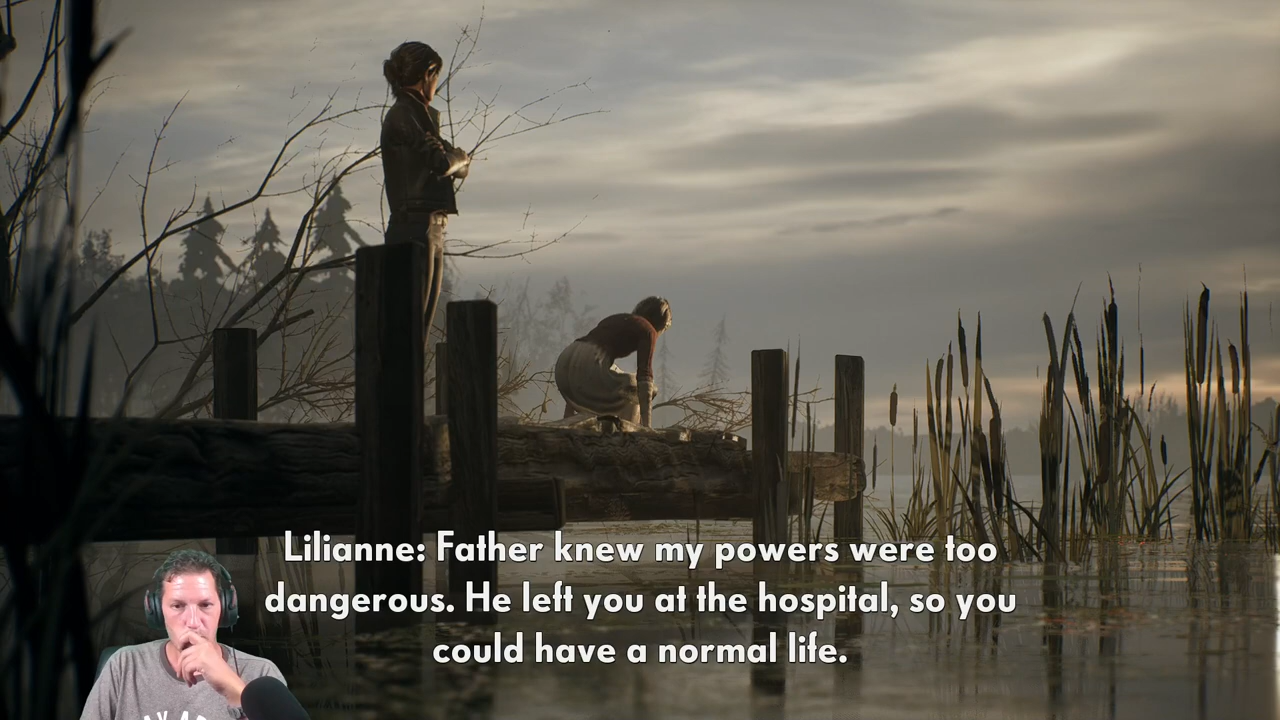 Lilianne: Father knew my powers were too
dangerous. He left you at the hospital, so you
could have a normal life.